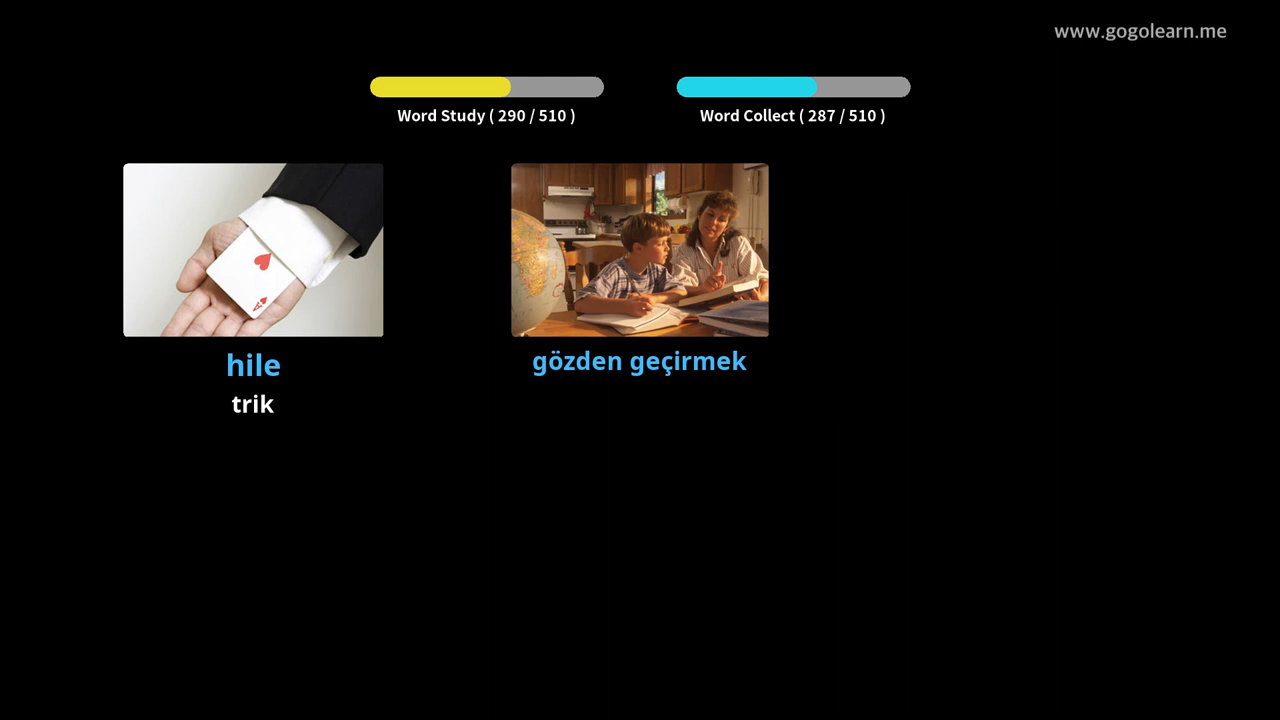 www.gogolearn.me
Word Study ( 290 / 510 )
Word Collect ( 287 / 510 )
hile
trik
gözden geçirmek